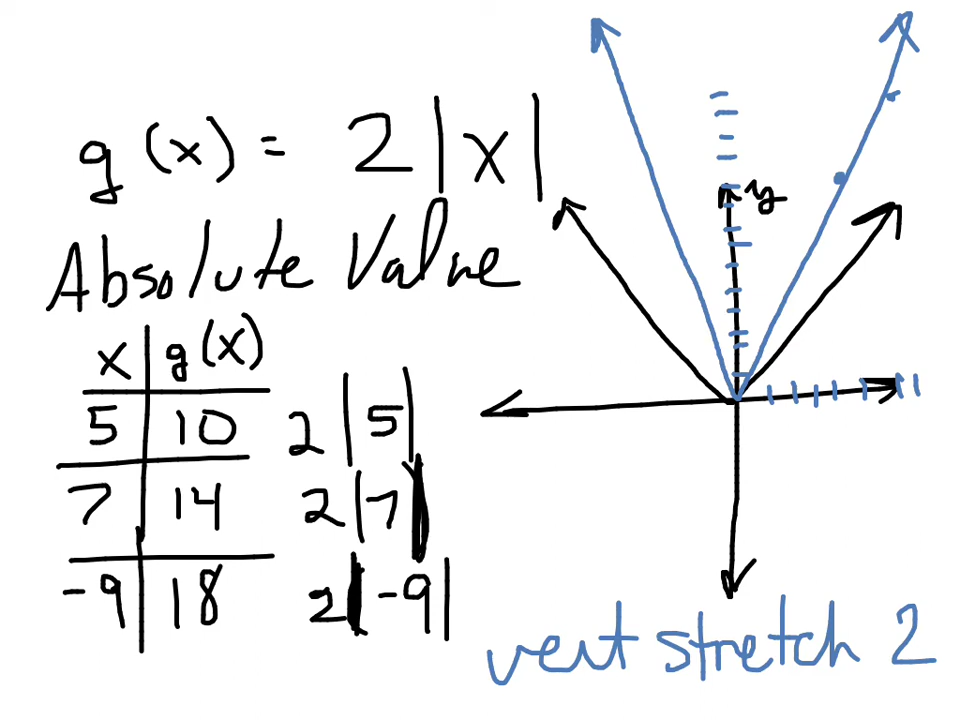 g(x) = 2|x|
y
Absolute Value
x | g(x)
5 | 10 2|5|
7 | 14 2|7|
-9 | 18 2|-9|
vert stretch 2